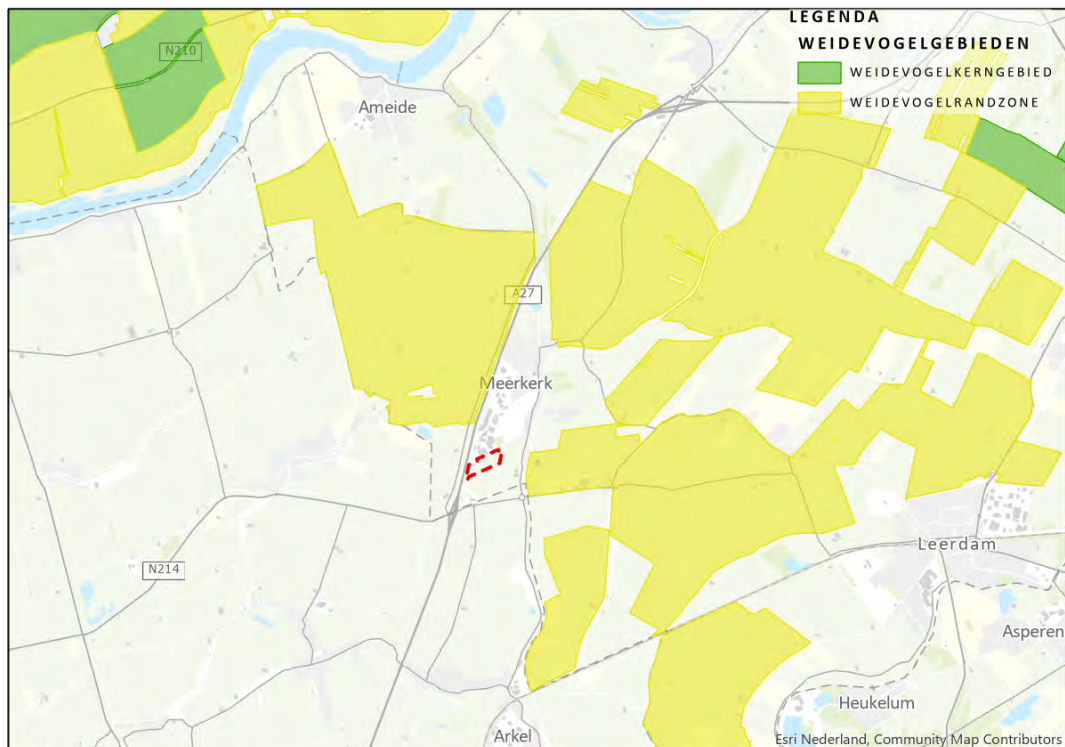 LEGENDA
WEIDEVOGELGEBIEDEN
WEIDEVOGELKERNGEBIED
WEIDEVOGELRANDZONE
N210
Ameide
A27
Meerkerk
N214
Leerdam
Asperen
Heukelum
Arkel
Esri Nederland, Community Map Contributors